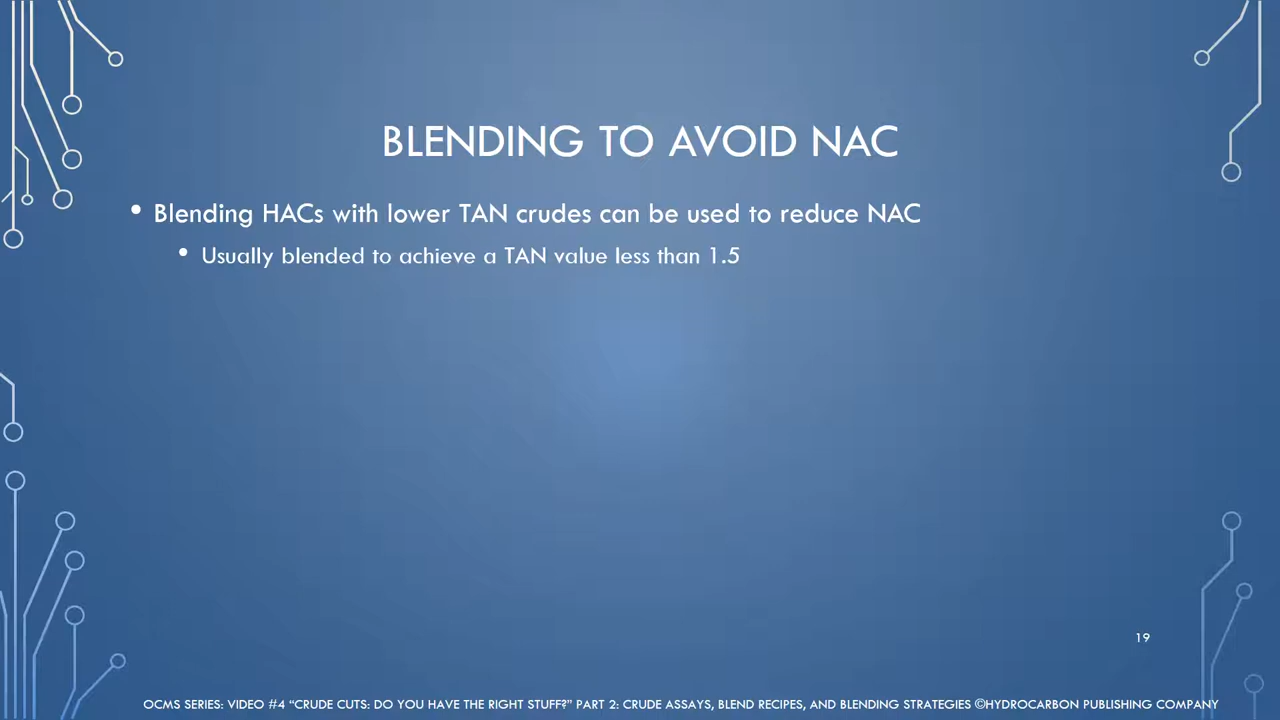 BLENDING TO AVOID NAC
• Blending HACs with lower TAN crudes can be used to reduce NAC
• Usually blended to achieve a TAN value less than 1.5
19
OCMS SERIES: VIDEO #4 “CRUDE CUTS: DO YOU HAVE THE RIGHT STUFF?” PART 2: CRUDE ASSAYS, BLEND RECIPES, AND BLENDING STRATEGIES ©HYDROCARBON PUBLISHING COMPANY